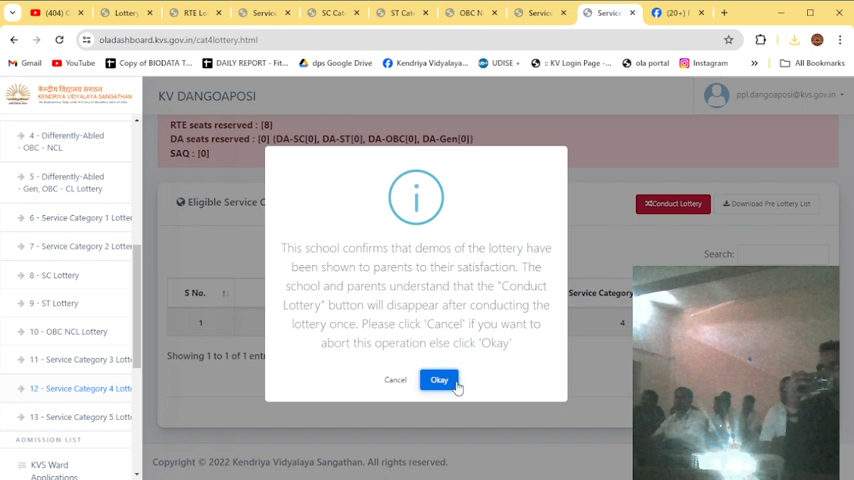 (404) C
Lottery
RTE Lo
Service
SC Cat
ST Cat
OBC N
Service
Service
(20+)
oladashboard.kvs.gov.in/cat4lottery.html
Gmail
YouTube
Copy of BIODATA T...
DAILY REPORT - Fit...
dps Google Drive
Kendriya Vidyalaya...
UDISE +
:: KV Login Page -...
ola portal
Instagram
»
All Bookmarks
केन्द्रीय विद्यालय संगठन
KENDRIYA VIDYALAYA SANGATHAN
KV DANGOAPOSI
ppl.dangoaposi@kvs.gov.in
RTE seats reserved : [8]
DA seats reserved : [0] (DA-SC[0], DA-ST[0], DA-OBC[0], DA-Gen[0])
SAQ : [0]
4 - Differently-Abled
- OBC - NCL
5 - Differently-Abled
- Gen, OBC - CL Lottery
6 - Service Category 1 Lotte
7 - Service Category 2 Lotte
8 - SC Lottery
9 - ST Lottery
10 - OBC NCL Lottery
11 - Service Category 3 Lott
12 - Service Category 4 Lott
13 - Service Category 5 Lott
ADMISSION LIST
KVS Ward
Applications
Eligible Service C
Conduct Lottery
Download Pre Lottery List
Search:
S No.
Service Category
1
4
Showing 1 to 1 of 1 entr
This school confirms that demos of the lottery have
been shown to parents to their satisfaction. The
school and parents understand that the "Conduct
Lottery" button will disappear after conducting the
lottery once. Please click 'Cancel' if you want to
abort this operation else click 'Okay'
Cancel
Okay
Copyright © 2022 Kendriya Vidyalaya Sangathan. All rights reserved.